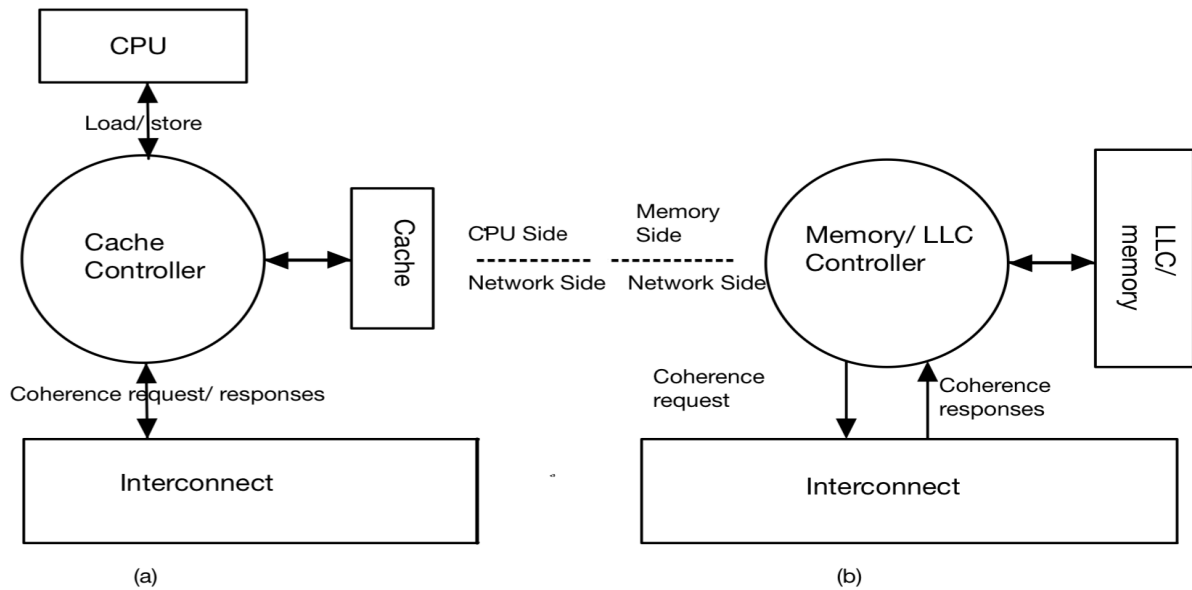 CPU
Load/ store
Cache
Controller
Cache
Coherence request/ responses
Interconnect
(a)
CPU Side
Network Side
Memory
Side
Network Side
Memory/ LLC
Controller
LLC/
memory
Coherence
request
Coherence
responses
Interconnect
(b)